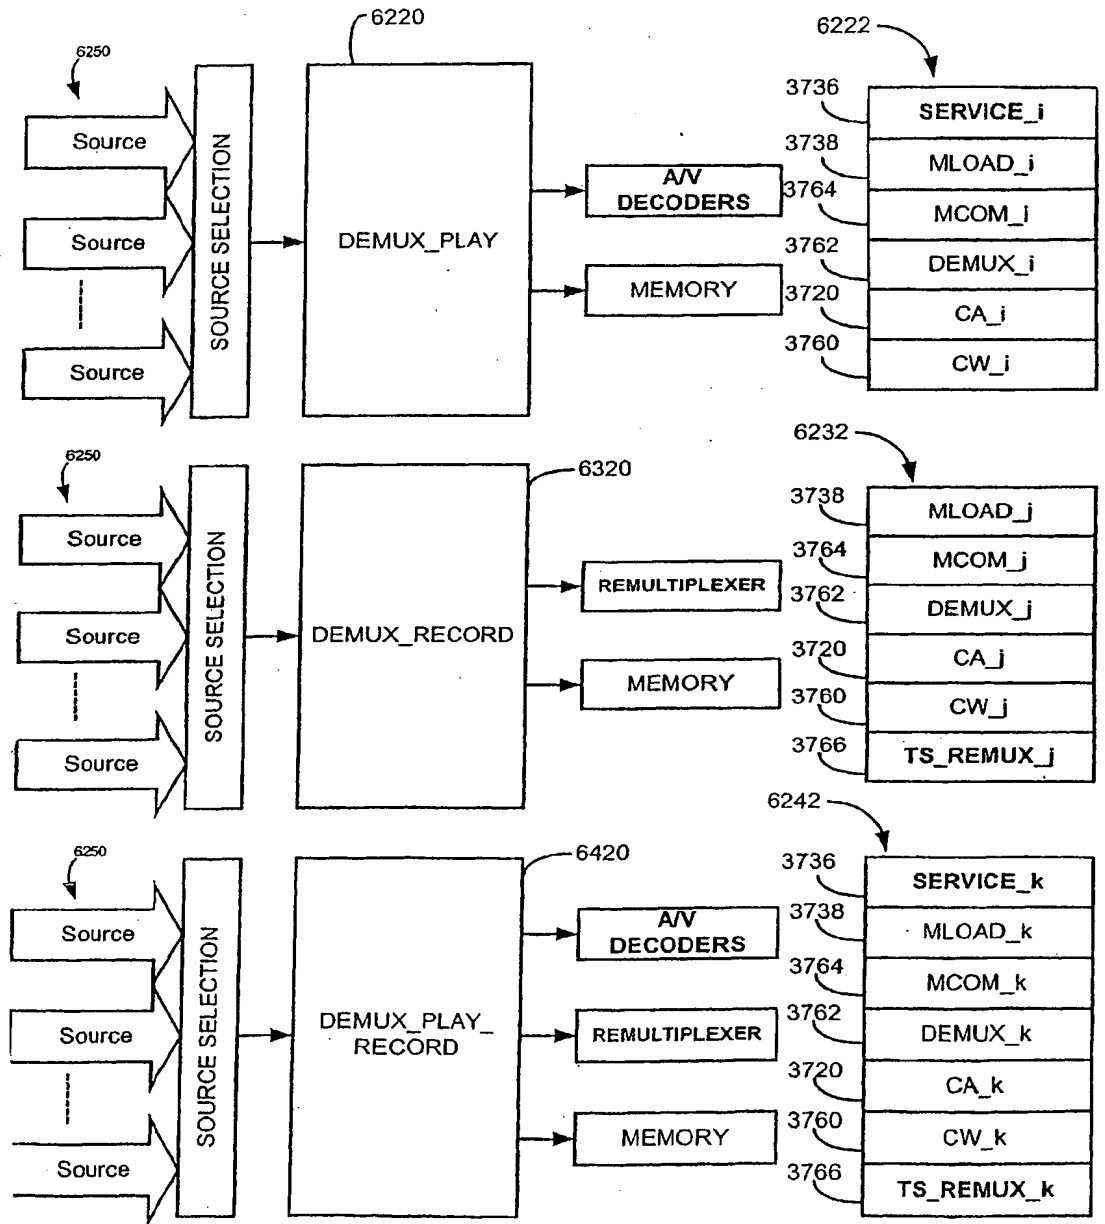 6220
6222
6250
3736
SERVICE_i
Source
3738
MLOAD_i
A/V
DECODERS
3764
MCOM_i
Source
SOURCE SELECTION
DEMUX_PLAY
3762
DEMUX_i
MEMORY
3720
CA_i
3760
Source
CW_i
6232
6250
6320
3738
MLOAD_j
Source
3764
MCOM_j
REMULTIPLEXER
3762
DEMUX_j
Source
SOURCE SELECTION
DEMUX_RECORD
3720
CA_j
MEMORY
3760
CW_j
3766
TS_REMUX_j
Source
6242
6250
6420
3736
SERVICE_k
3738
Source
A/V
DECODERS
MLOAD_k
3764
MCOM_k
3762
Source
SOURCE SELECTION
DEMUX_PLAY_
RECORD
REMULTIPLEXER
DEMUX_k
3720
CA_k
3760
MEMORY
CW_k
3766
Source
TS_REMUX_k